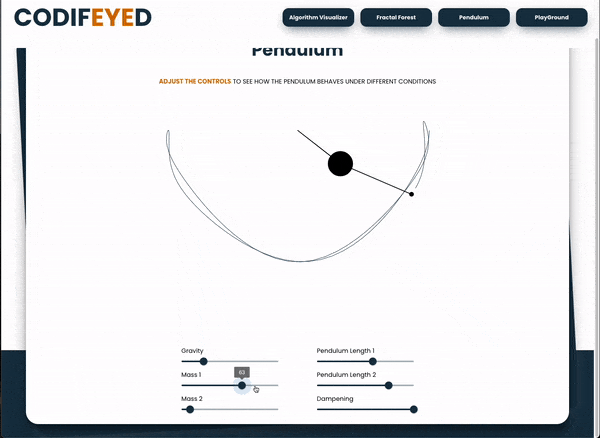 CODIFEYED
Algorithm Visualizer
Fractal Forest
Pendulum
PlayGround
Pendulum
ADJUST THE CONTROLS TO SEE HOW THE PENDULUM BEHAVES UNDER DIFFERENT CONDITIONS
Gravity
Pendulum Length 1
Mass 1
63
Pendulum Length 2
Mass 2
Dampening